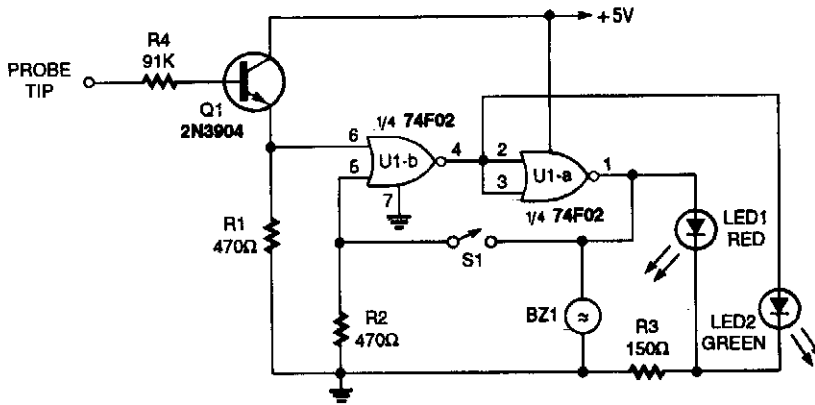 +5V
R4
91K
PROBE
TIP
Q1
2N3904
1/4 74F02
6
5
U1-b
4
7
2
3
U1-a
1
1/4 74F02
R1
470Ω
S1
LED1
RED
R2
470Ω
BZ1
≈
R3
150Ω
LED2
GREEN